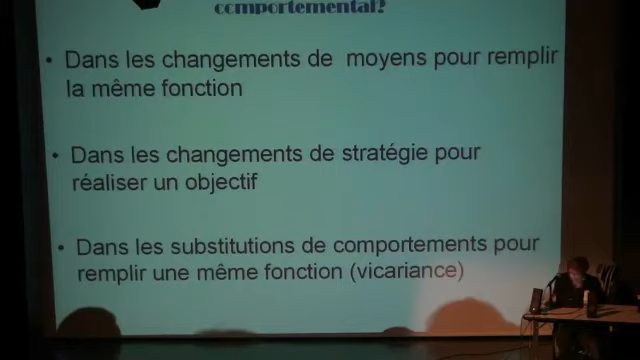 comportemental?
• Dans les changements de moyens pour remplir
la même fonction
• Dans les changements de stratégie pour
réaliser un objectif
• Dans les substitutions de comportements pour
remplir une même fonction (vicariance)